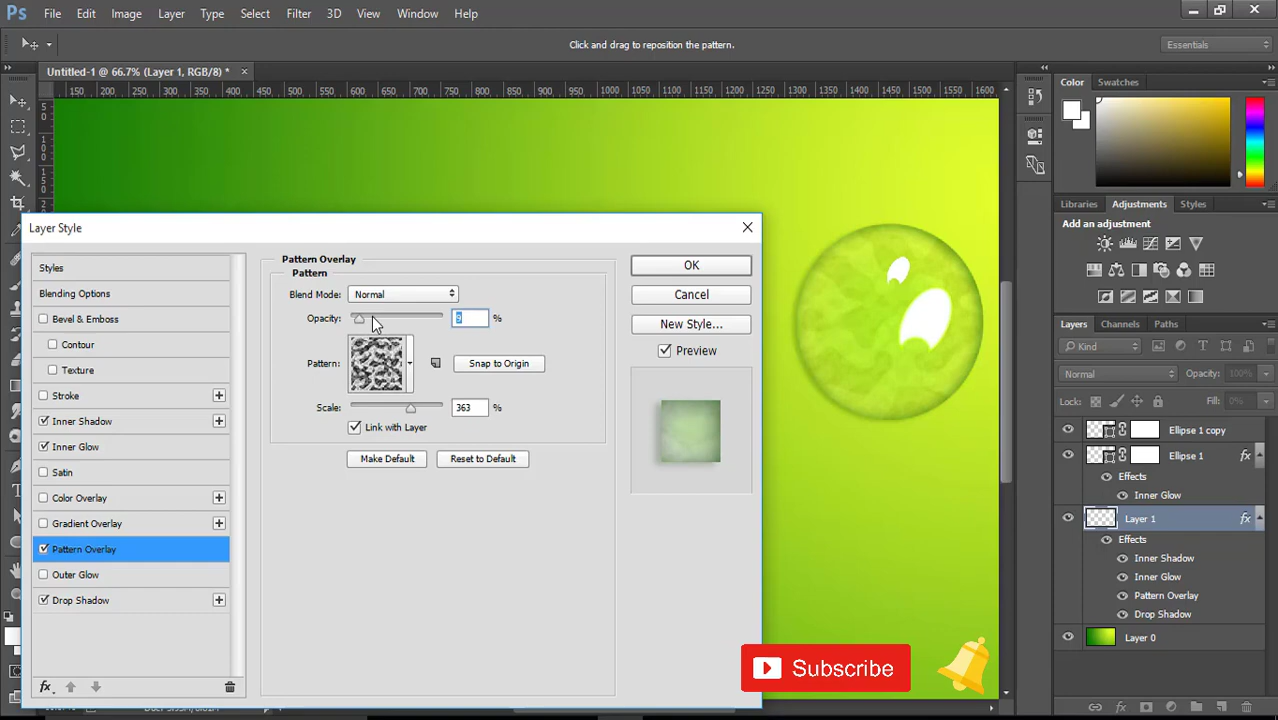 Ps File Edit Image Layer Type Select Filter 3D View Window Help
Click and drag to reposition the pattern.
Essentials
Untitled-1 @ 66.7% (Layer 1, RGB/8) * ×
150 200 250 300 350 400 450 500 550 600 650 700 750 800 850 900 950 1000 1050 1100 1150 1200 1250 1300 1350 1400 1450 1500 1550 1600
Color Swatches
Libraries Adjustments Styles
Add an adjustment
Layers Channels Paths
Kind
Normal Opacity: 100%
Lock: Fill: 0%
Ellipse 1 copy
Ellipse 1 fx
Effects
Inner Glow
Layer 1 fx
Effects
Inner Shadow
Inner Glow
Pattern Overlay
Drop Shadow
Layer 0
Layer Style
Styles
Blending Options
Bevel & Emboss
Contour
Texture
Stroke
Inner Shadow
Inner Glow
Satin
Color Overlay
Gradient Overlay
Pattern Overlay
Outer Glow
Drop Shadow
fx
Pattern Overlay
Pattern
Blend Mode: Normal
Opacity: 9 %
Pattern: Snap to Origin
Scale: 363 %
Link with Layer
Make Default Reset to Default
OK
Cancel
New Style...
Preview
Subscribe